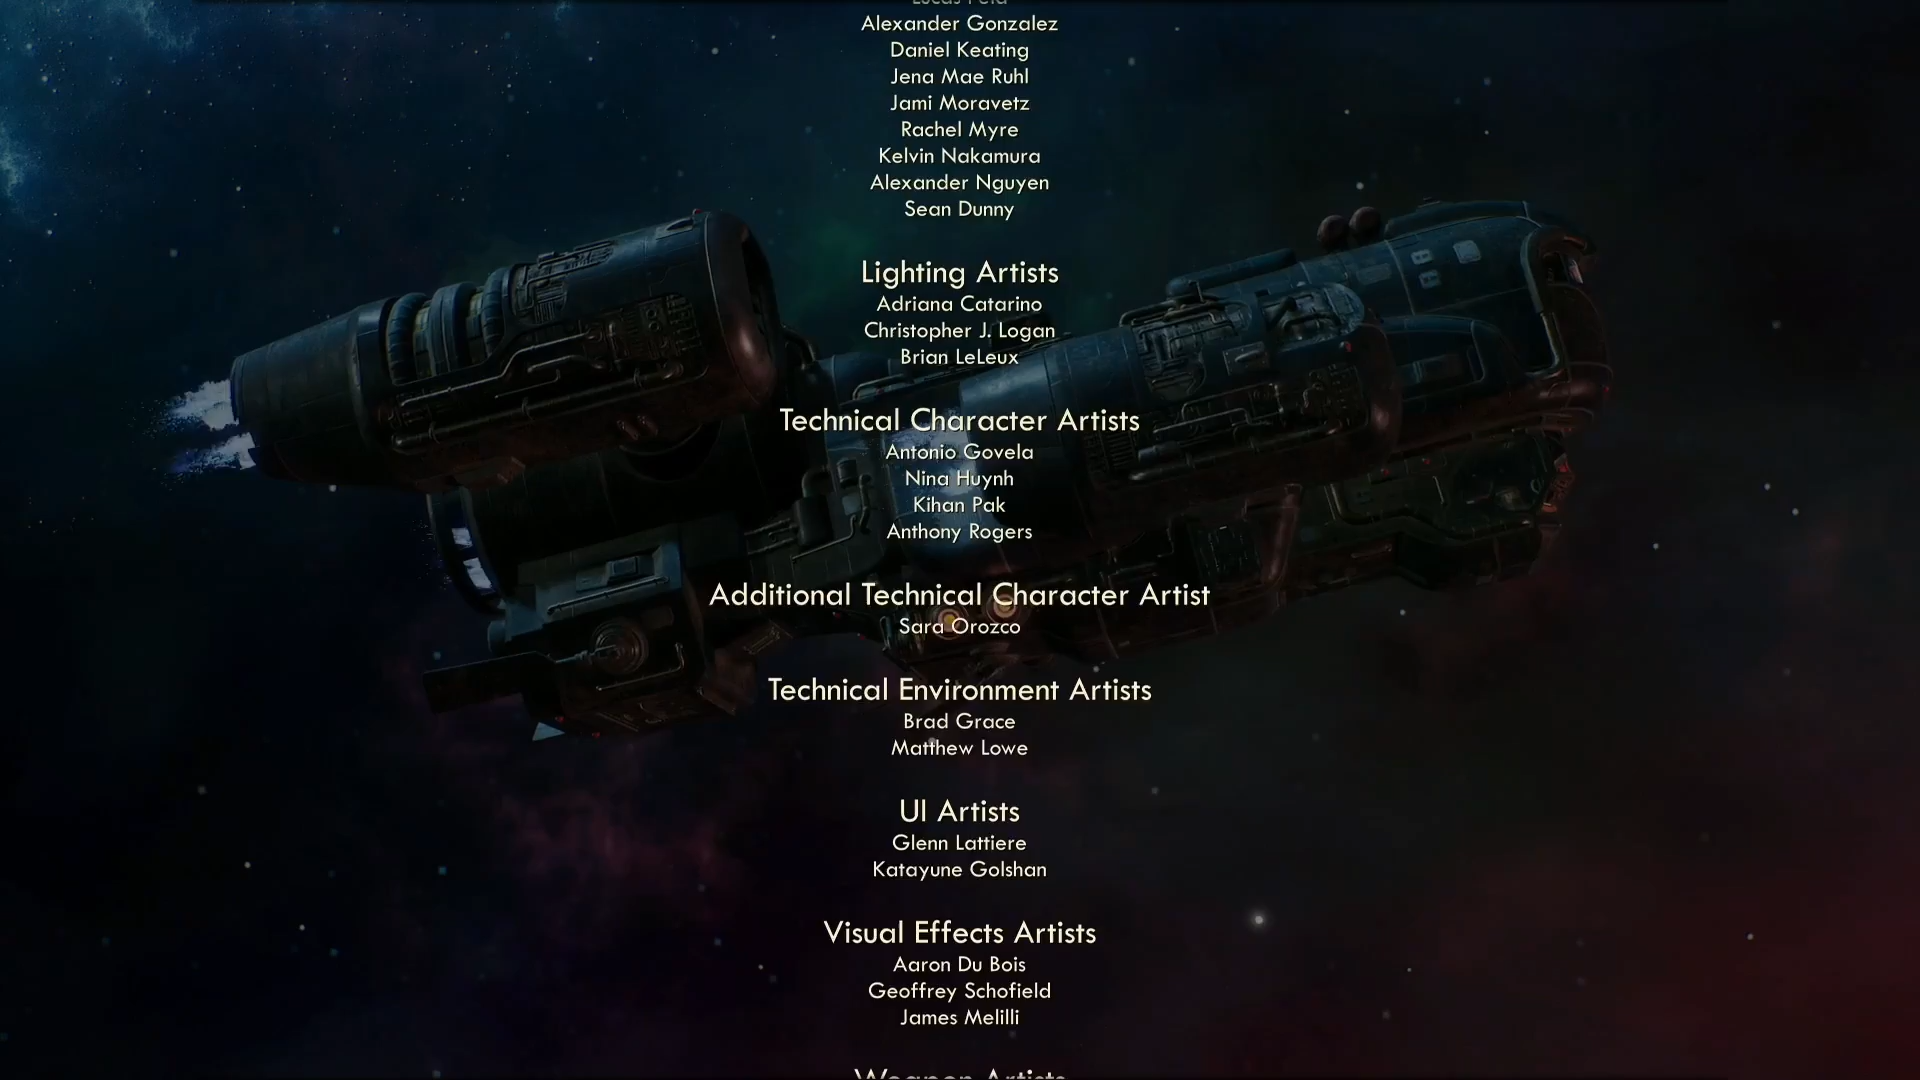 Alexander Gonzalez
Daniel Keating
Jena Mae Ruhl
Jami Moravetz
Rachel Myre
Kelvin Nakamura
Alexander Nguyen
Sean Dunny
Lighting Artists
Adriana Catarino
Christopher J. Logan
Brian LeLeux
Technical Character Artists
Antonio Govela
Nina Huynh
Kihan Pak
Anthony Rogers
Additional Technical Character Artist
Sara Orozco
Technical Environment Artists
Brad Grace
Matthew Lowe
UI Artists
Glenn Lattiere
Katayune Golshan
Visual Effects Artists
Aaron Du Bois
Geoffrey Schofield
James Melilli
Weapon Artists